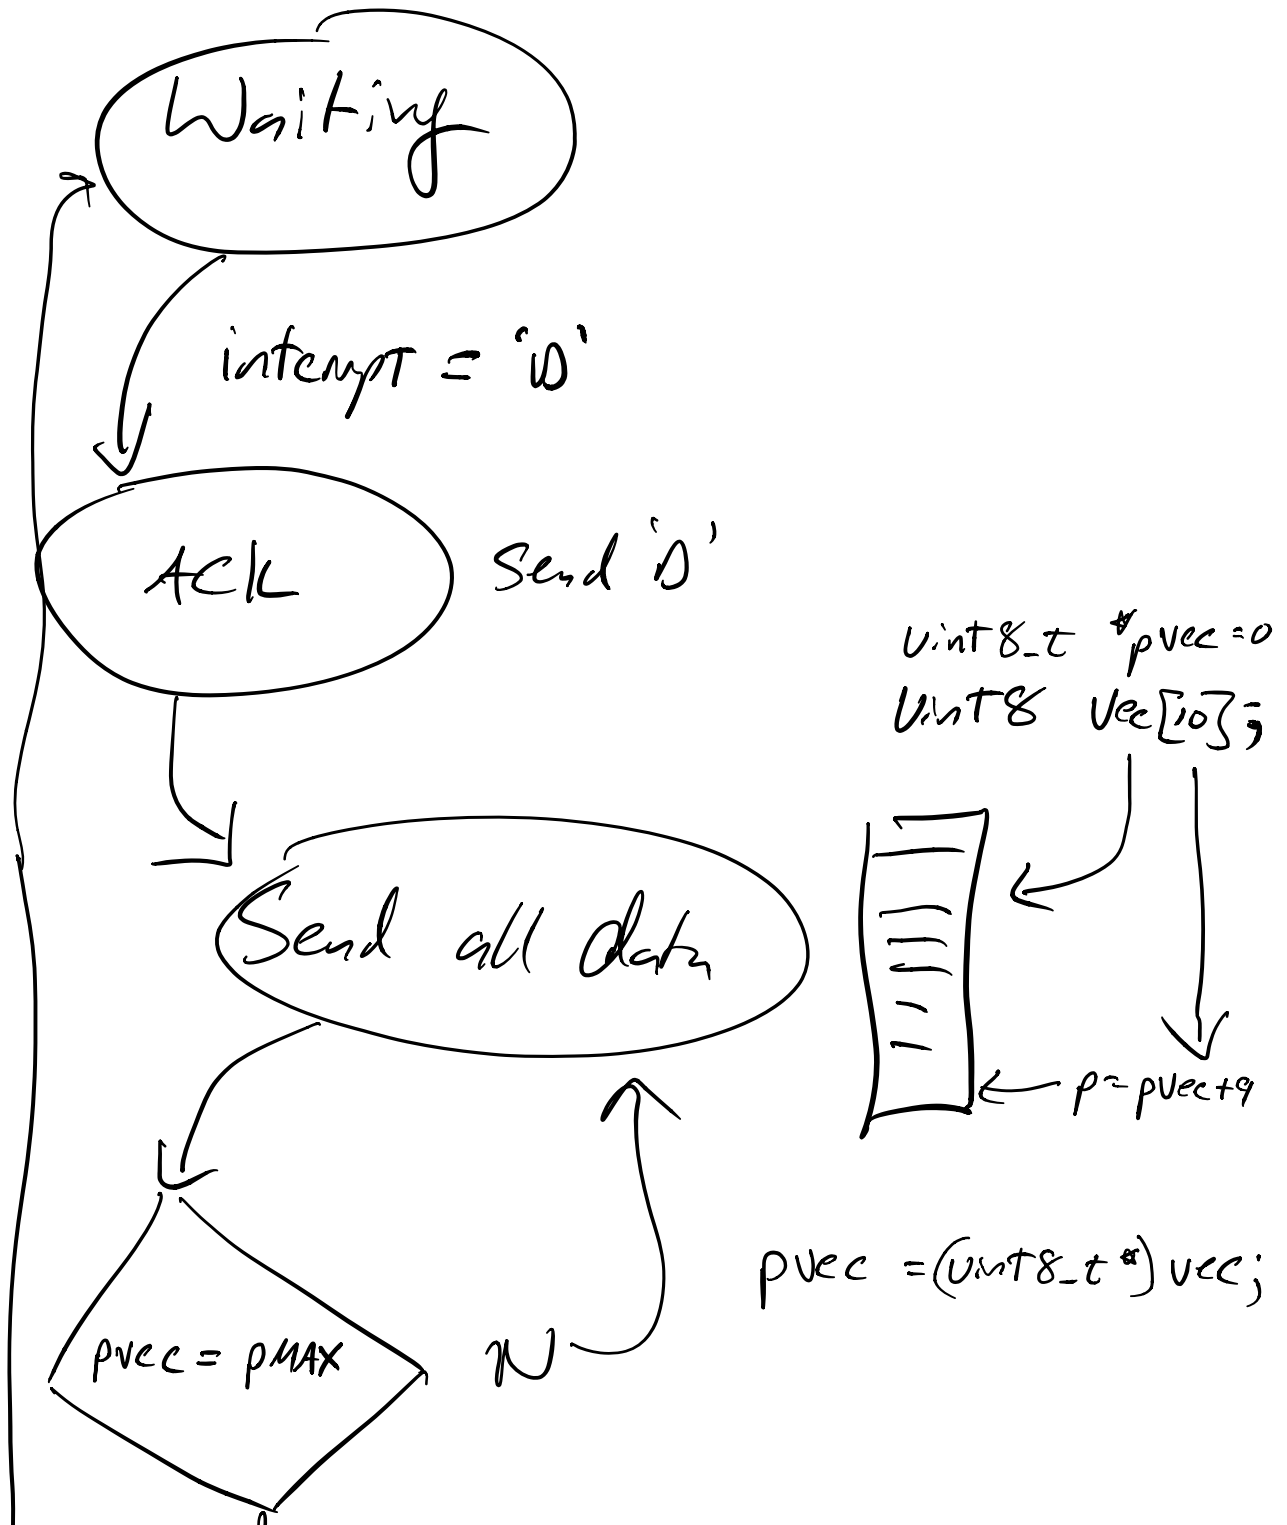 Waiting
interrupt = 'D'
ACK
Send 'D'
uint8_t *pvec=0
uint8 vec[10];
Send all data
p=pvec+9
pvec =(uint8_t*)vec;
pvec = pMAX
N